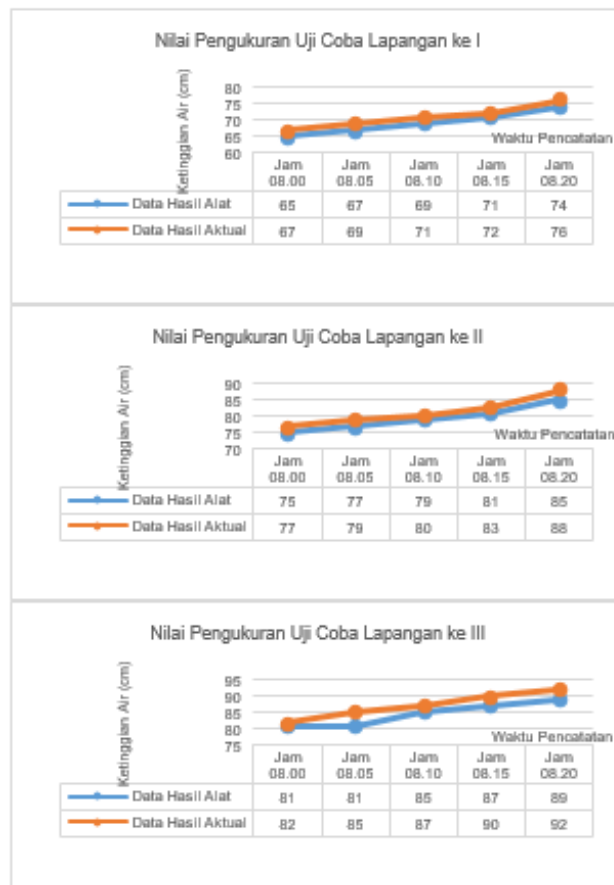 Nilai Pengukuran Uji Coba Lapangan ke I
Ketinggian Air (cm)
80
75
70
65
60
Waktu Pencatatan
Jam 08.00 Jam 08.05 Jam 08.10 Jam 08.15 Jam 08.20
Data Hasil Alat 65 67 69 71 74
Data Hasil Aktual 67 69 71 72 76
Nilai Pengukuran Uji Coba Lapangan ke II
Ketinggian Air (cm)
90
85
80
75
70
Waktu Pencatatan
Jam 08.00 Jam 08.05 Jam 08.10 Jam 08.15 Jam 08.20
Data Hasil Alat 75 77 79 81 85
Data Hasil Aktual 77 79 80 83 88
Nilai Pengukuran Uji Coba Lapangan ke III
Ketinggian Air (cm)
95
90
85
80
75
Waktu Pencatatan
Jam 08.00 Jam 08.05 Jam 08.10 Jam 08.15 Jam 08.20
Data Hasil Alat 81 81 85 87 89
Data Hasil Aktual 82 85 87 90 92